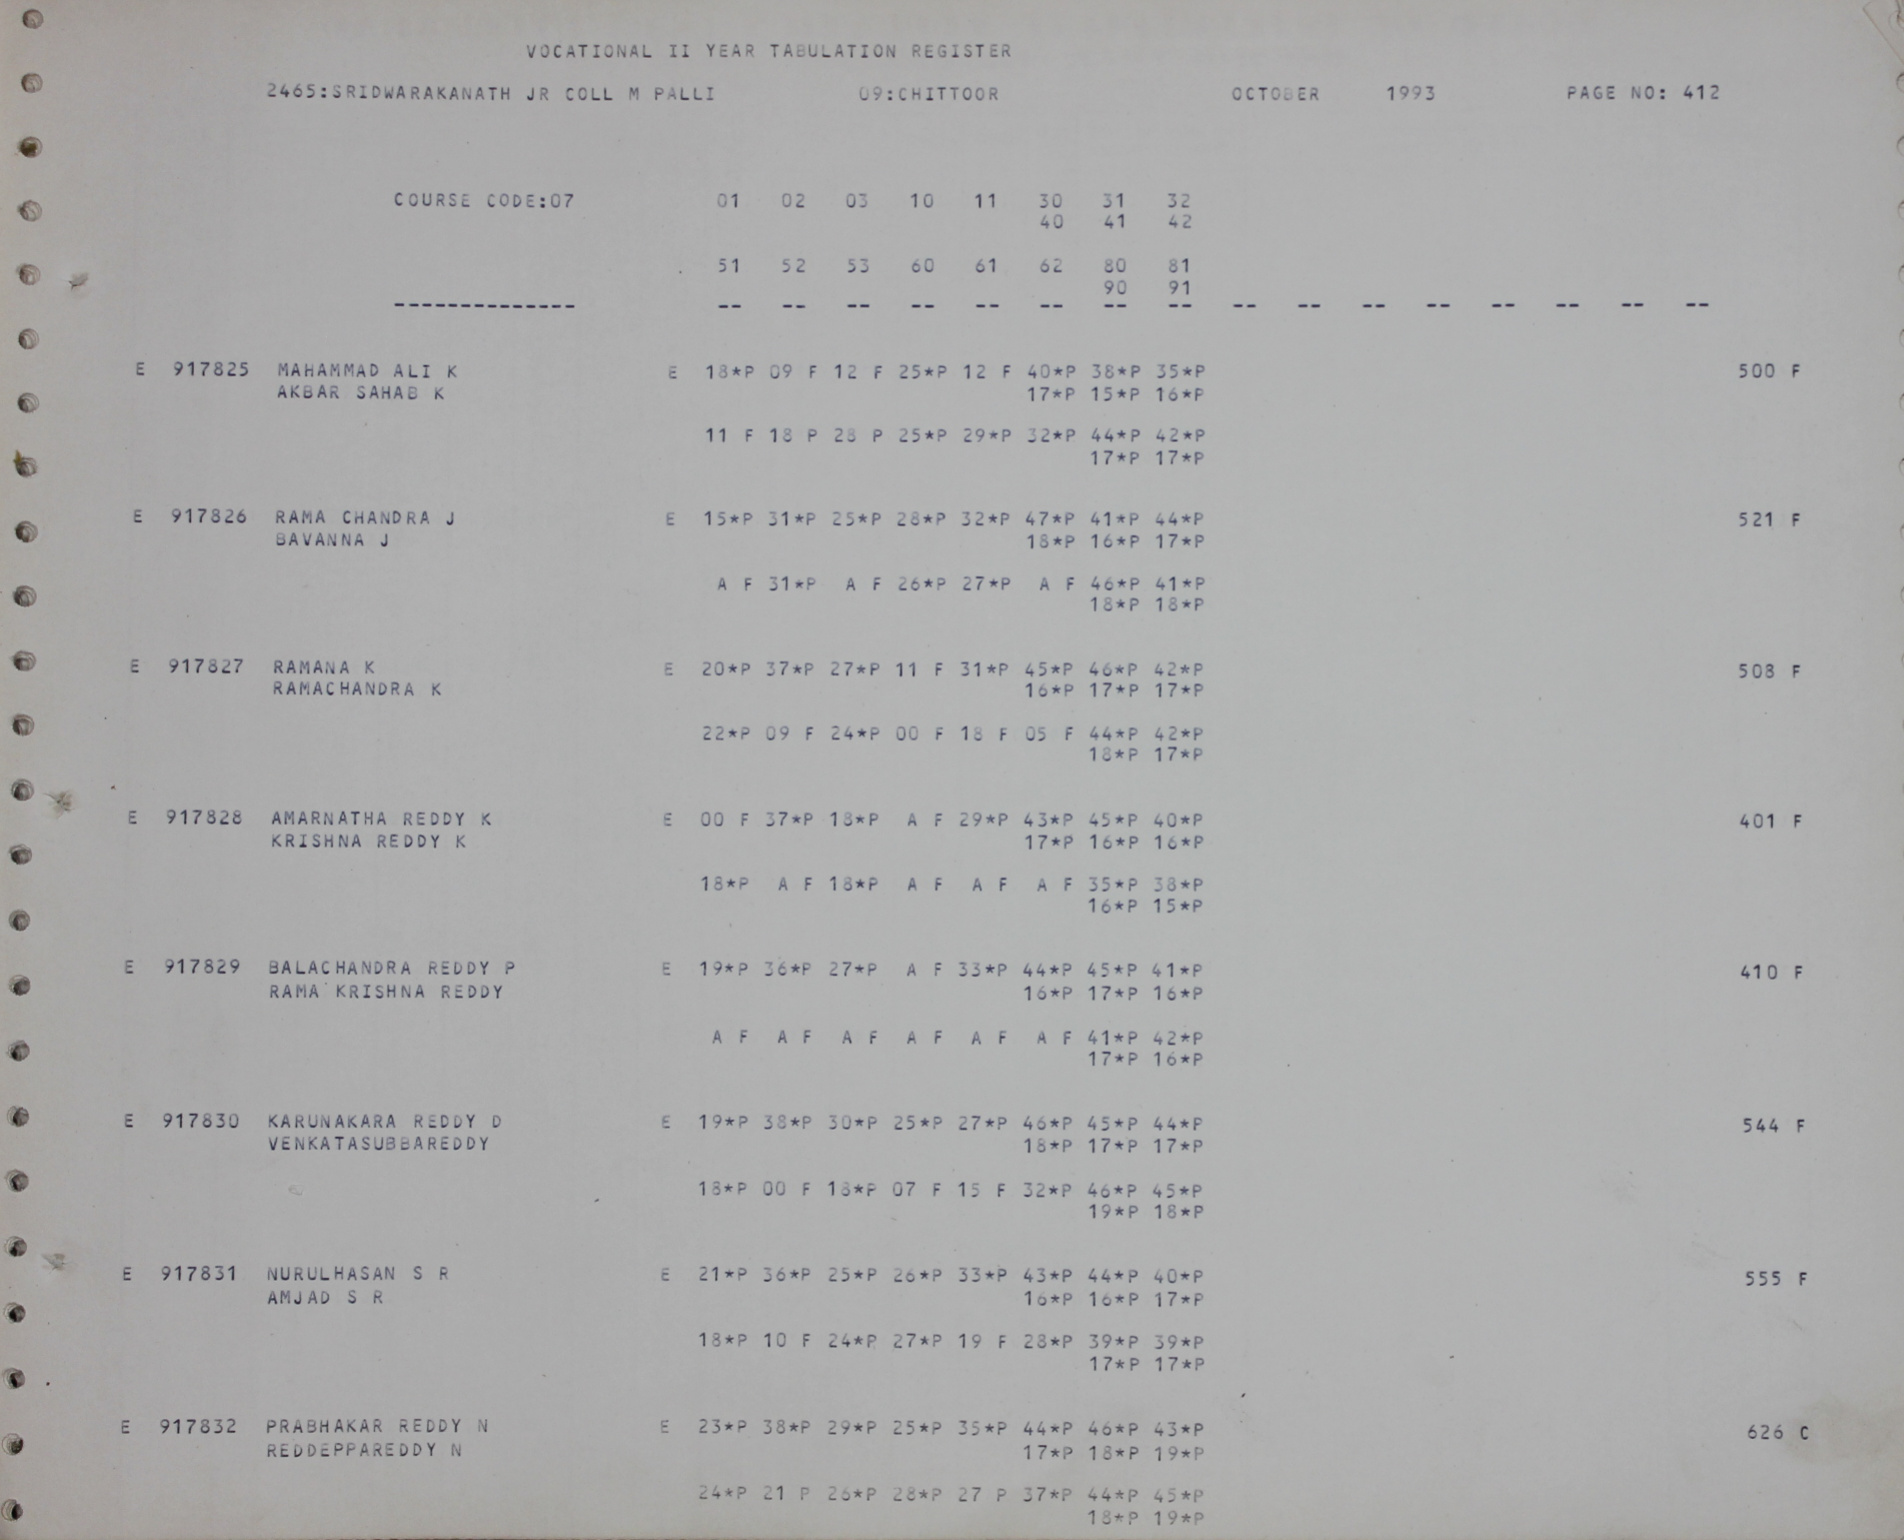 VOCATIONAL II YEAR TABULATION REGISTER
2465:SRIDWARAKANATH JR COLL M PALLI 09:CHITTOOR OCTOBER 1993 PAGE NO: 412
COURSE CODE:07 01 02 03 10 11 30 31 32
40 41 42
51 52 53 60 61 62 80 81
90 91
-------------- -- -- -- -- -- -- -- -- -- -- -- -- -- -- -- --
E 917825 MAHAMMAD ALI K E 18*P 09 F 12 F 25*P 12 F 40*P 38*P 35*P 500 F
AKBAR SAHAB K 17*P 15*P 16*P
11 F 18 P 28 P 25*P 29*P 32*P 44*P 42*P
17*P 17*P
E 917826 RAMA CHANDRA J E 15*P 31*P 25*P 28*P 32*P 47*P 41*P 44*P 521 F
BAVANNA J 18*P 16*P 17*P
A F 31*P A F 26*P 27*P A F 46*P 41*P
18*P 18*P
E 917827 RAMANA K E 20*P 37*P 27*P 11 F 31*P 45*P 46*P 42*P 508 F
RAMACHANDRA K 16*P 17*P 17*P
22*P 09 F 24*P 00 F 18 F 05 F 44*P 42*P
18*P 17*P
E 917828 AMARNATHA REDDY K E 00 F 37*P 18*P A F 29*P 43*P 45*P 40*P 401 F
KRISHNA REDDY K 17*P 16*P 16*P
18*P A F 18*P A F A F A F 35*P 38*P
16*P 15*P
E 917829 BALACHANDRA REDDY P E 19*P 36*P 27*P A F 33*P 44*P 45*P 41*P 410 F
RAMA KRISHNA REDDY 16*P 17*P 16*P
A F A F A F A F A F A F 41*P 42*P
17*P 16*P
E 917830 KARUNAKARA REDDY D E 19*P 38*P 30*P 25*P 27*P 46*P 45*P 44*P 544 F
VENKATASUBBAREDDY 18*P 17*P 17*P
18*P 00 F 18*P 07 F 15 F 32*P 46*P 45*P
19*P 18*P
E 917831 NURULHASAN S R E 21*P 36*P 25*P 26*P 33*P 43*P 44*P 40*P 555 F
AMJAD S R 16*P 16*P 17*P
18*P 10 F 24*P 27*P 19 F 28*P 39*P 39*P
17*P 17*P
E 917832 PRABHAKAR REDDY N E 23*P 38*P 29*P 25*P 35*P 44*P 46*P 43*P 626 C
REDDEPPAREDDY N 17*P 18*P 19*P
24*P 21 P 26*P 28*P 27 P 37*P 44*P 45*P
18*P 19*P